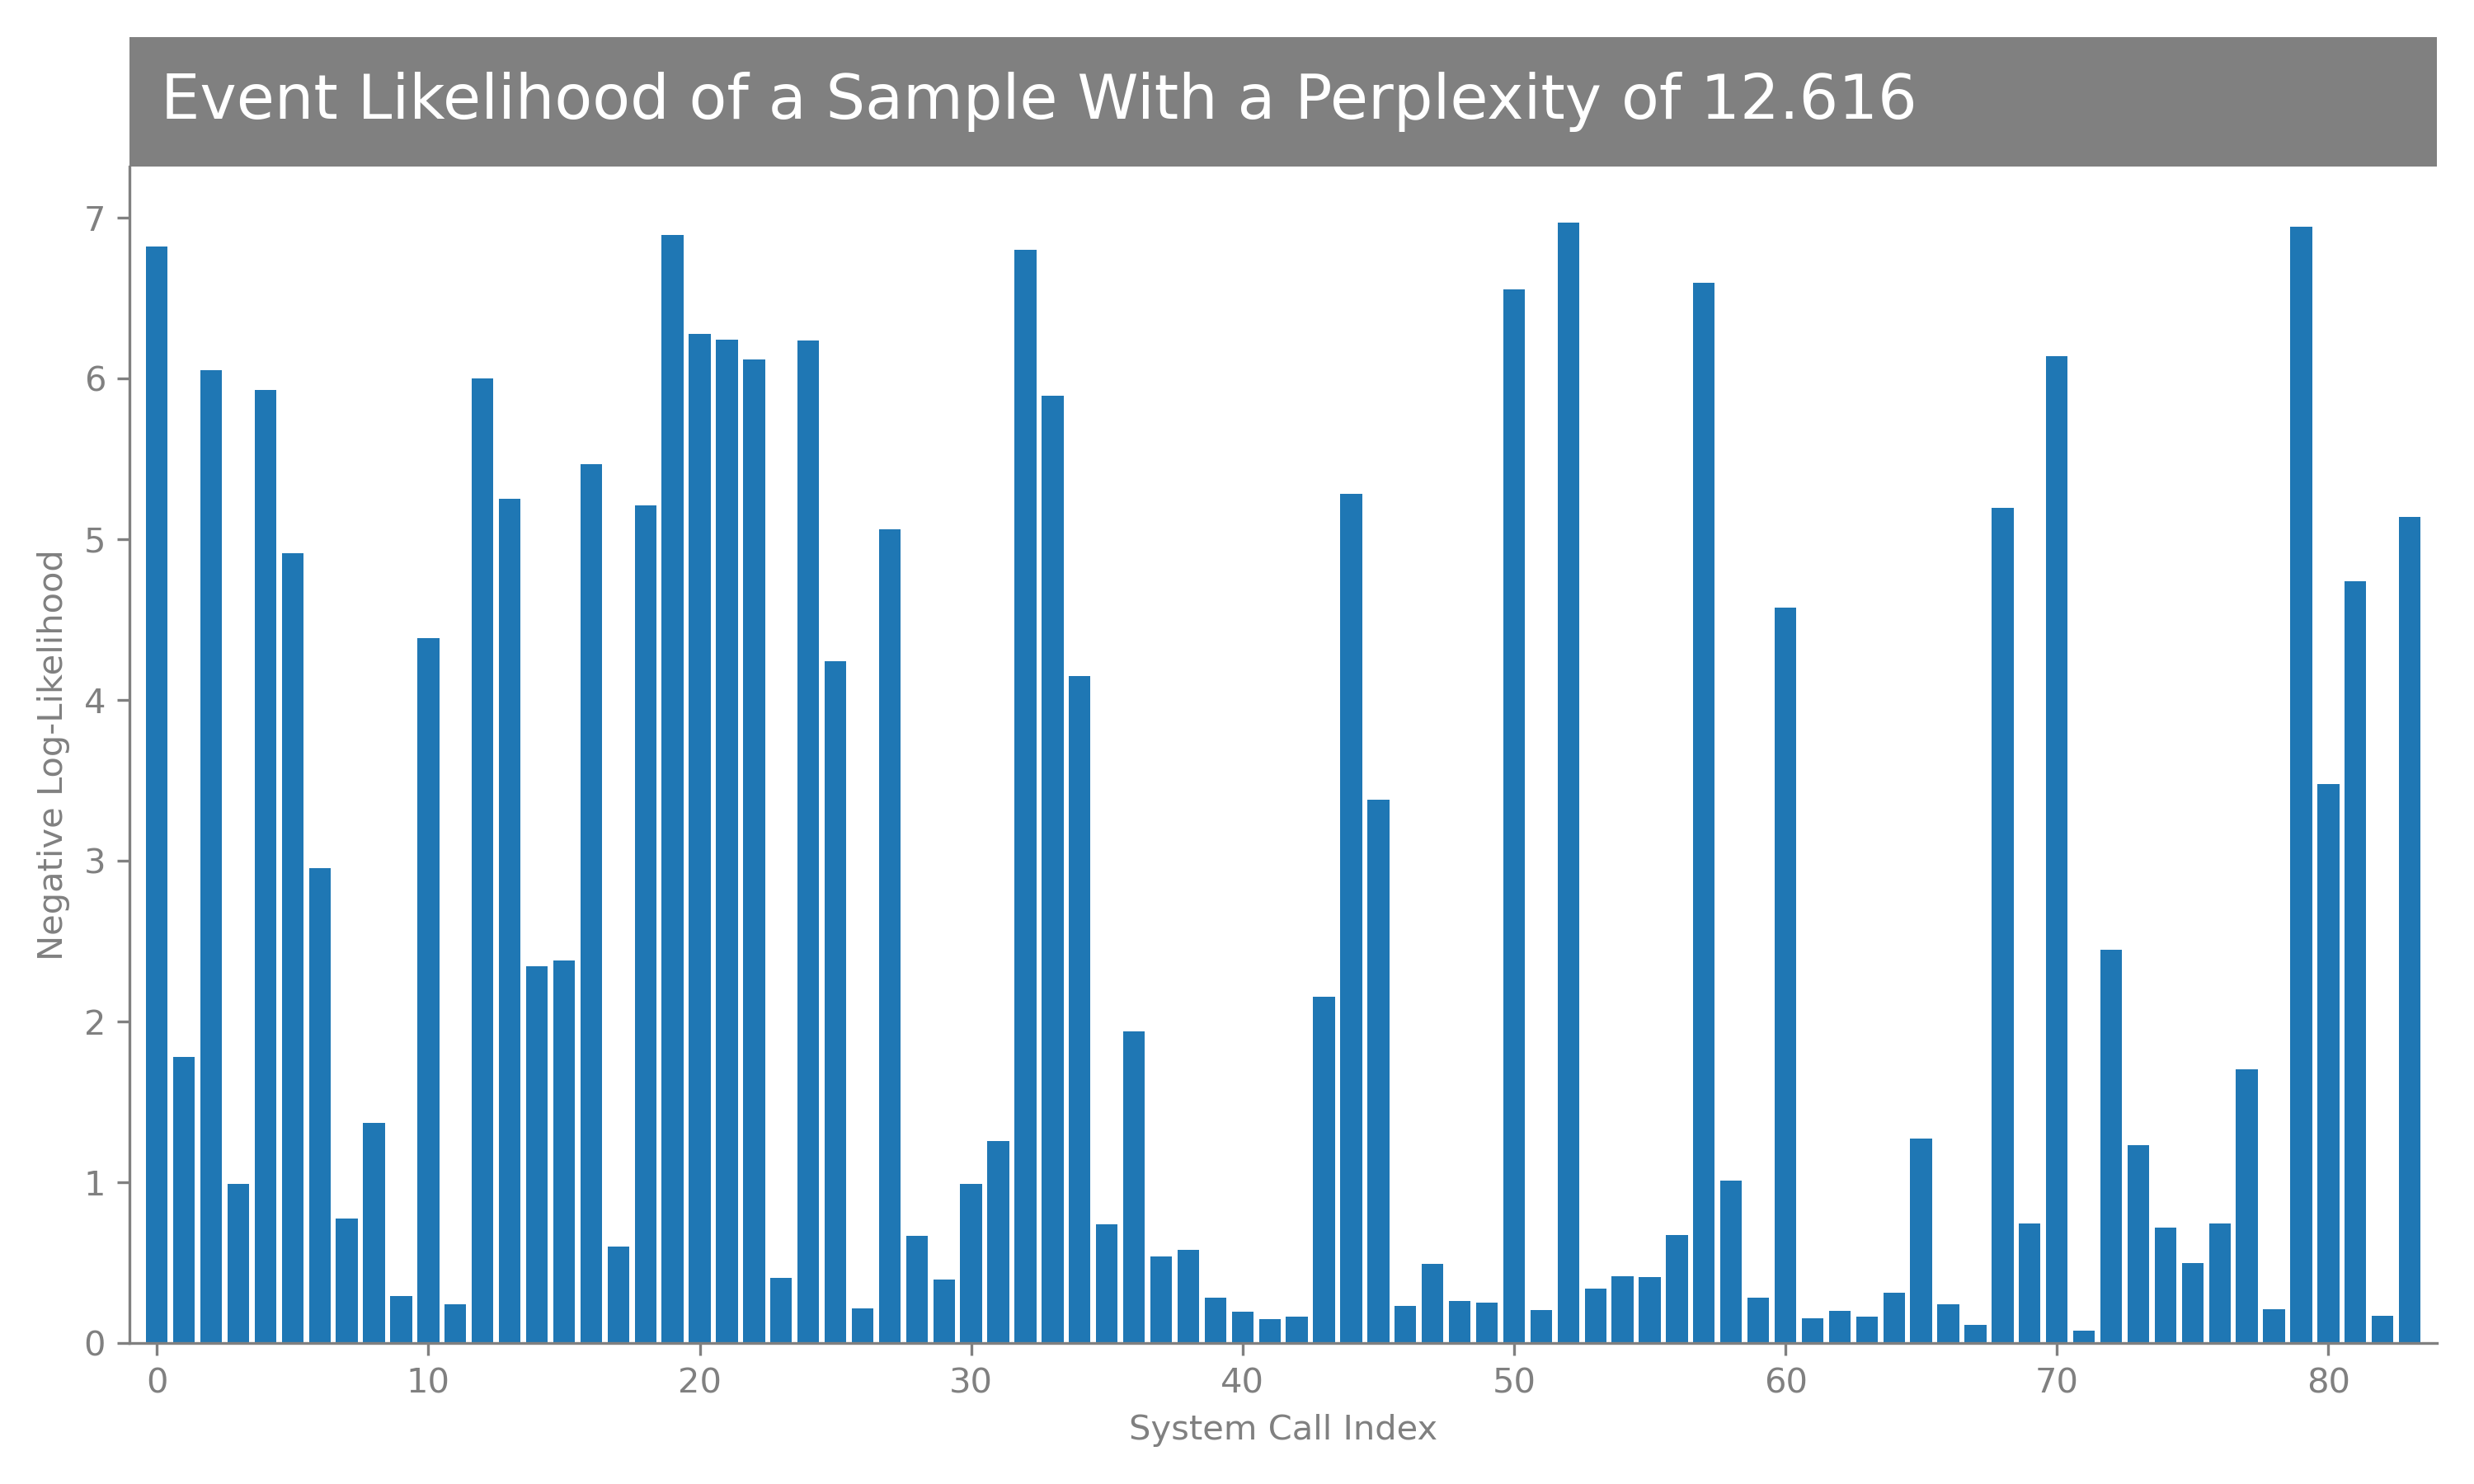 Event Likelihood of a Sample With a Perplexity of 12.616
Negative Log-Likelihood
7
6
5
4
3
2
1
0
0 10 20 30 40 50 60 70 80
System Call Index